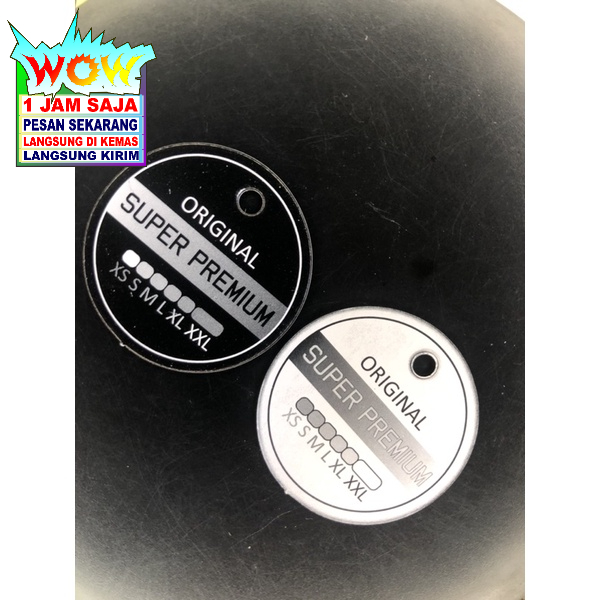 WOW
1 JAM SAJA
PESAN SEKARANG
LANGSUNG DI KEMAS
LANGSUNG KIRIM
ORIGINAL
SUPER PREMIUM
XS S M L XL XXL
ORIGINAL
SUPER PREMIUM
XS S M L XL XXL